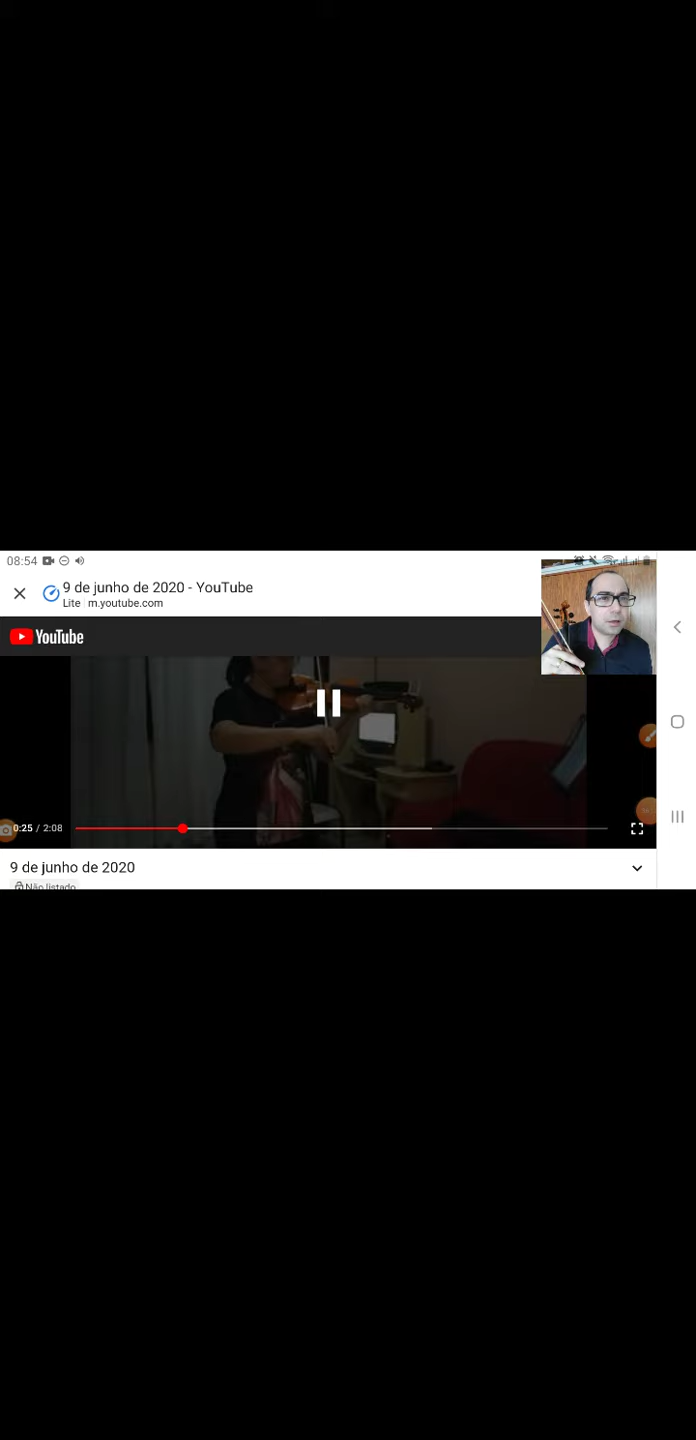 08:54
9 de junho de 2020 - YouTube
Lite m.youtube.com
YouTube
0:25 / 2:08
9 de junho de 2020
Não listado